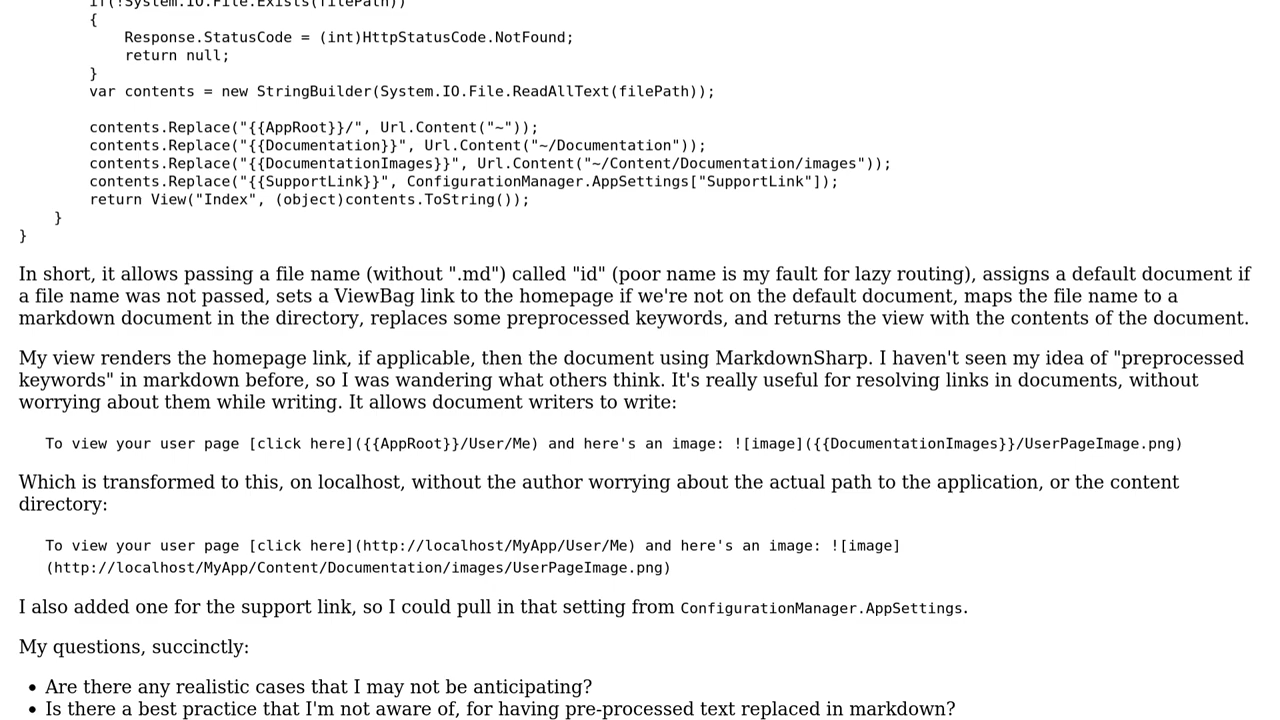 if(!System.IO.File.Exists(filePath))
{
Response.StatusCode = (int)HttpStatusCode.NotFound;
return null;
}
var contents = new StringBuilder(System.IO.File.ReadAllText(filePath));
contents.Replace("{{AppRoot}}/", Url.Content("~"));
contents.Replace("{{Documentation}}", Url.Content("~/Documentation"));
contents.Replace("{{DocumentationImages}}", Url.Content("~/Content/Documentation/images"));
contents.Replace("{{SupportLink}}", ConfigurationManager.AppSettings["SupportLink"]);
return View("Index", (object)contents.ToString());
}
}
In short, it allows passing a file name (without ".md") called "id" (poor name is my fault for lazy routing), assigns a default document if
a file name was not passed, sets a ViewBag link to the homepage if we're not on the default document, maps the file name to a
markdown document in the directory, replaces some preprocessed keywords, and returns the view with the contents of the document.
My view renders the homepage link, if applicable, then the document using MarkdownSharp. I haven't seen my idea of "preprocessed
keywords" in markdown before, so I was wandering what others think. It's really useful for resolving links in documents, without
worrying about them while writing. It allows document writers to write:
To view your user page [click here]({{AppRoot}}/User/Me) and here's an image: ![image]({{DocumentationImages}}/UserPageImage.png)
Which is transformed to this, on localhost, without the author worrying about the actual path to the application, or the content
directory:
To view your user page [click here](http://localhost/MyApp/User/Me) and here's an image: ![image]
(http://localhost/MyApp/Content/Documentation/images/UserPageImage.png)
I also added one for the support link, so I could pull in that setting from ConfigurationManager.AppSettings.
My questions, succinctly:
• Are there any realistic cases that I may not be anticipating?
• Is there a best practice that I'm not aware of, for having pre-processed text replaced in markdown?